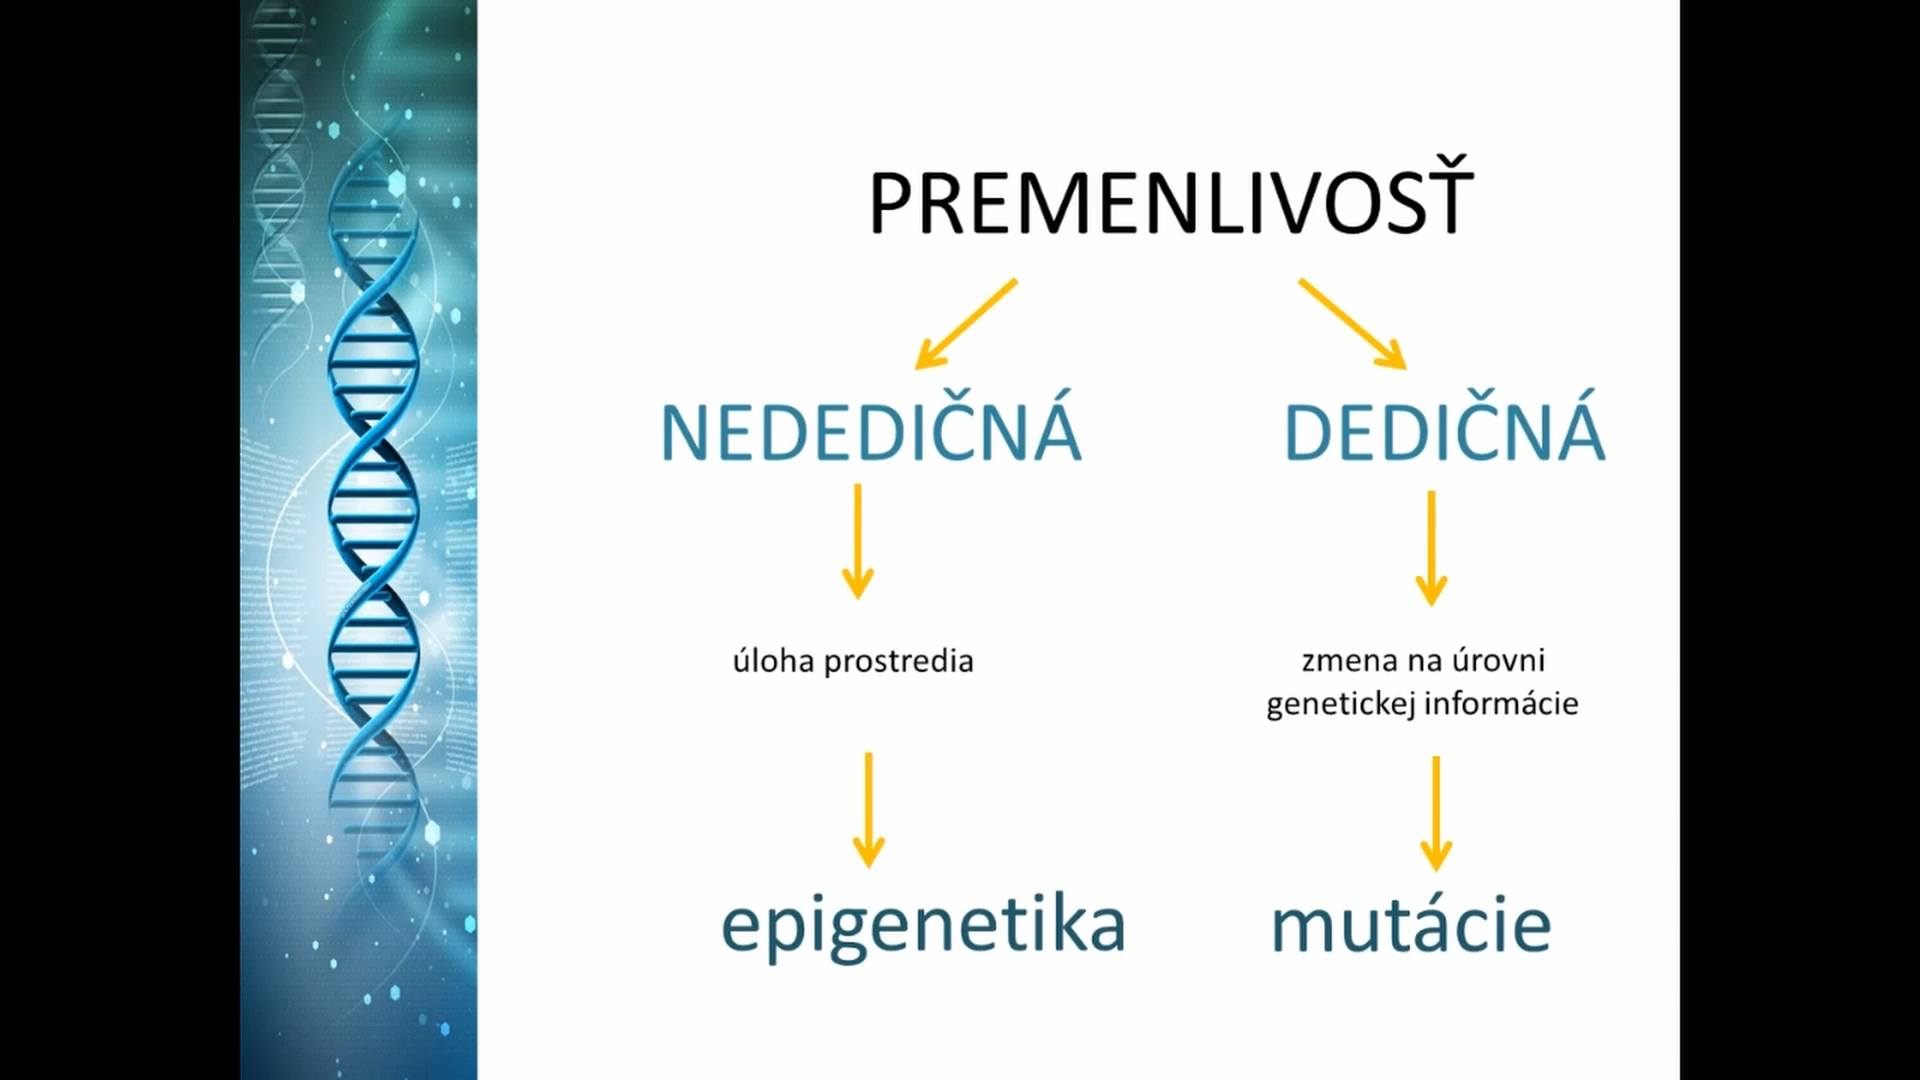 PREMENLIVOSŤ
NEDEDIČNÁ
DEDIČNÁ
úloha prostredia
zmena na úrovni
genetickej informácie
epigenetika
mutácie